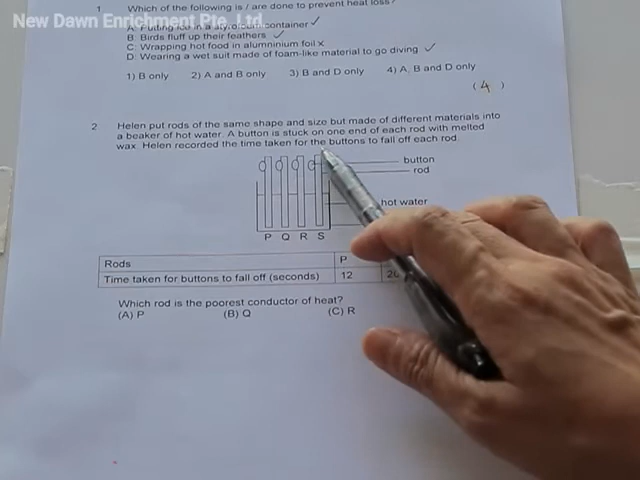 New Dawn Enrichment Pte. Ltd.
1 Which of the following is / are done to prevent heat loss?
container ✓
B: Birds fluff up their feathers ✓
C: Wrapping hot food in alumninium foil x
D: Wearing a wet suit made of foam-like material to go diving ✓
1) B only 2) A and B only 3) B and D only 4) A, B and D only
( 4 )
2 Helen put rods of the same shape and size but made of different materials into
a beaker of hot water. A button is stuck on one end of each rod with melted
wax. Helen recorded the time taken for the buttons to fall off each rod.
button
rod
hot water
P Q R S
Rods P
Time taken for buttons to fall off (seconds) 12
Which rod is the poorest conductor of heat?
(A) P (B) Q (C) R